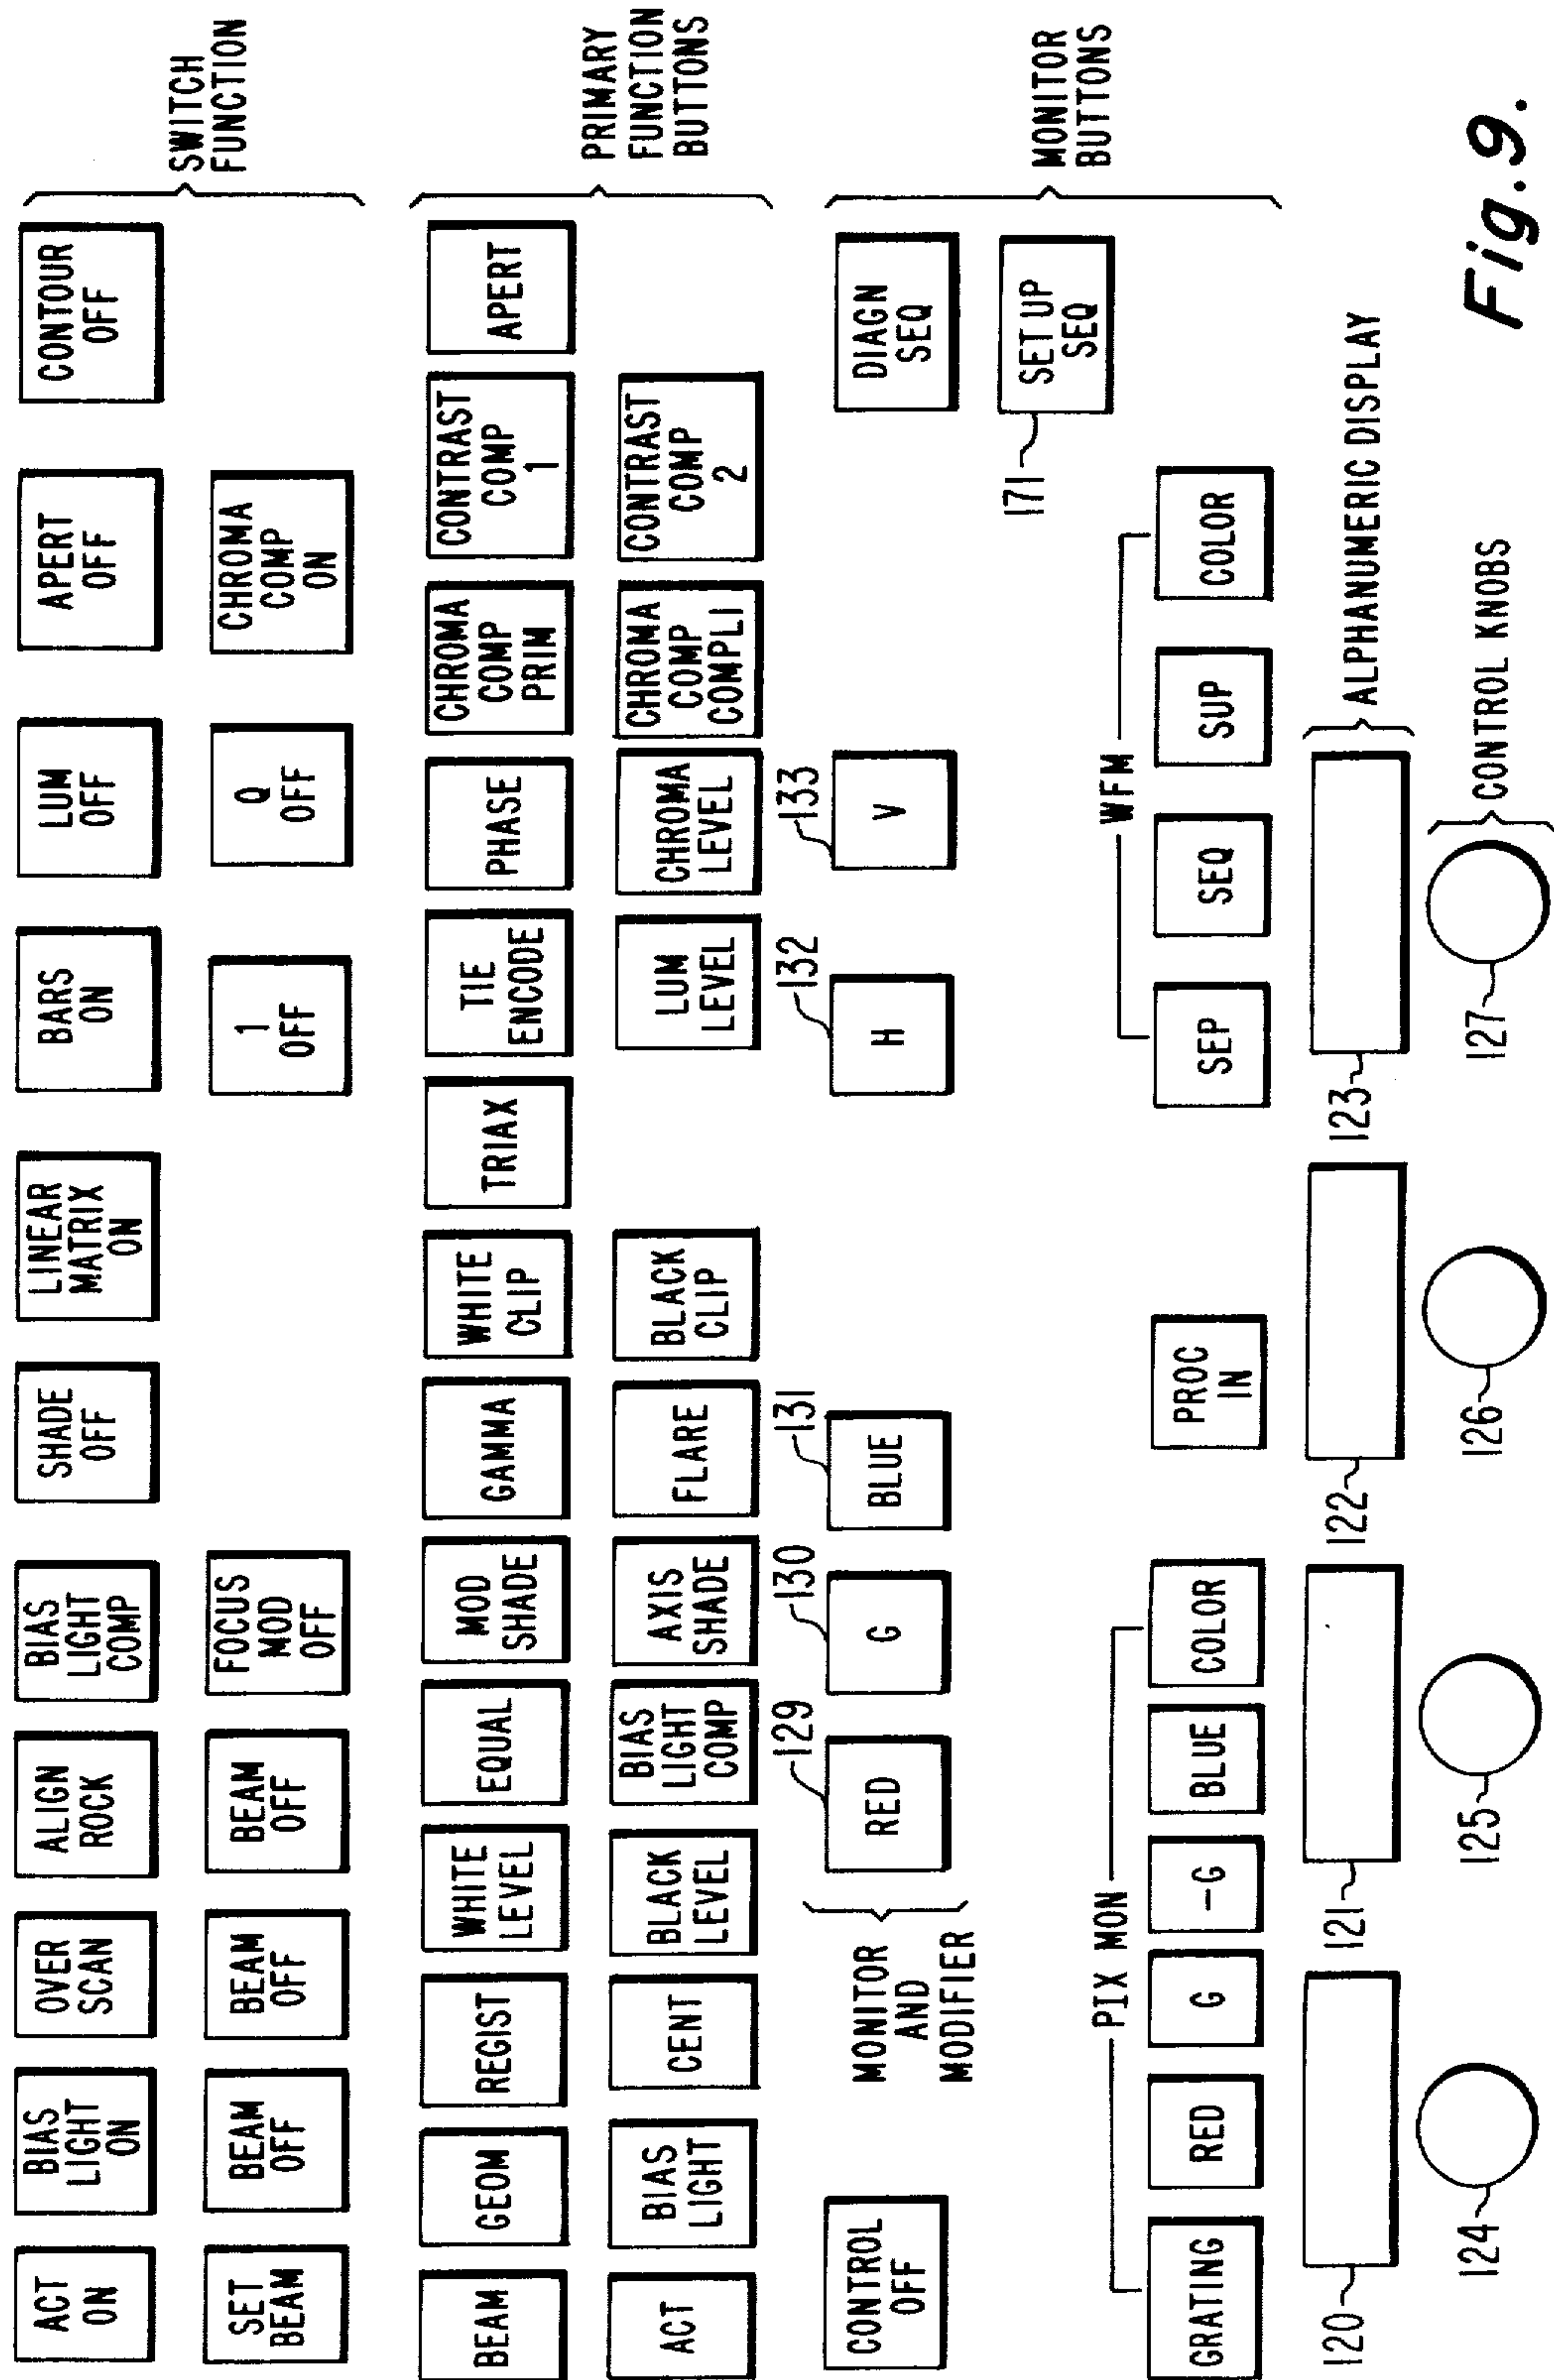 ACT
ON
BIAS
LIGHT
ON
OVER
SCAN
ALIGN
ROCK
BIAS
LIGHT
COMP
SHADE
OFF
LINEAR
MATRIX
ON
BARS
ON
LUM
OFF
APERT
OFF
CONTOUR
OFF
SWITCH
FUNCTION
SET
BEAM
BEAM
OFF
BEAM
OFF
BEAM
OFF
FOCUS
MOD
OFF
1
OFF
Q
OFF
CHROMA
COMP
ON
BEAM
GEOM
REGIST
WHITE
LEVEL
EQUAL
MOD
SHADE
GAMMA
WHITE
CLIP
TRIAX
TIE
ENCODE
PHASE
CHROMA
COMP
PRIM
CONTRAST
COMP
1
APERT
PRIMARY
FUNCTION
BUTTONS
ACT
BIAS
LIGHT
CENT
BLACK
LEVEL
BIAS
LIGHT
COMP
AXIS
SHADE
FLARE
BLACK
CLIP
LUM
LEVEL
CHROMA
LEVEL
CHROMA
COMP
COMPLI
CONTRAST
COMP
2
129
130
131
132
133
CONTROL
OFF
MONITOR
AND
MODIFIER
RED
G
BLUE
H
V
DIAGN
SEQ
171
SET UP
SEQ
MONITOR
BUTTONS
PIX MON
WFM
GRATING
RED
G
-G
BLUE
COLOR
PROC
IN
SEP
SEQ
SUP
COLOR
120
121
122
123
ALPHANUMERIC DISPLAY
124
125
126
127
CONTROL KNOBS
Fig. 9.